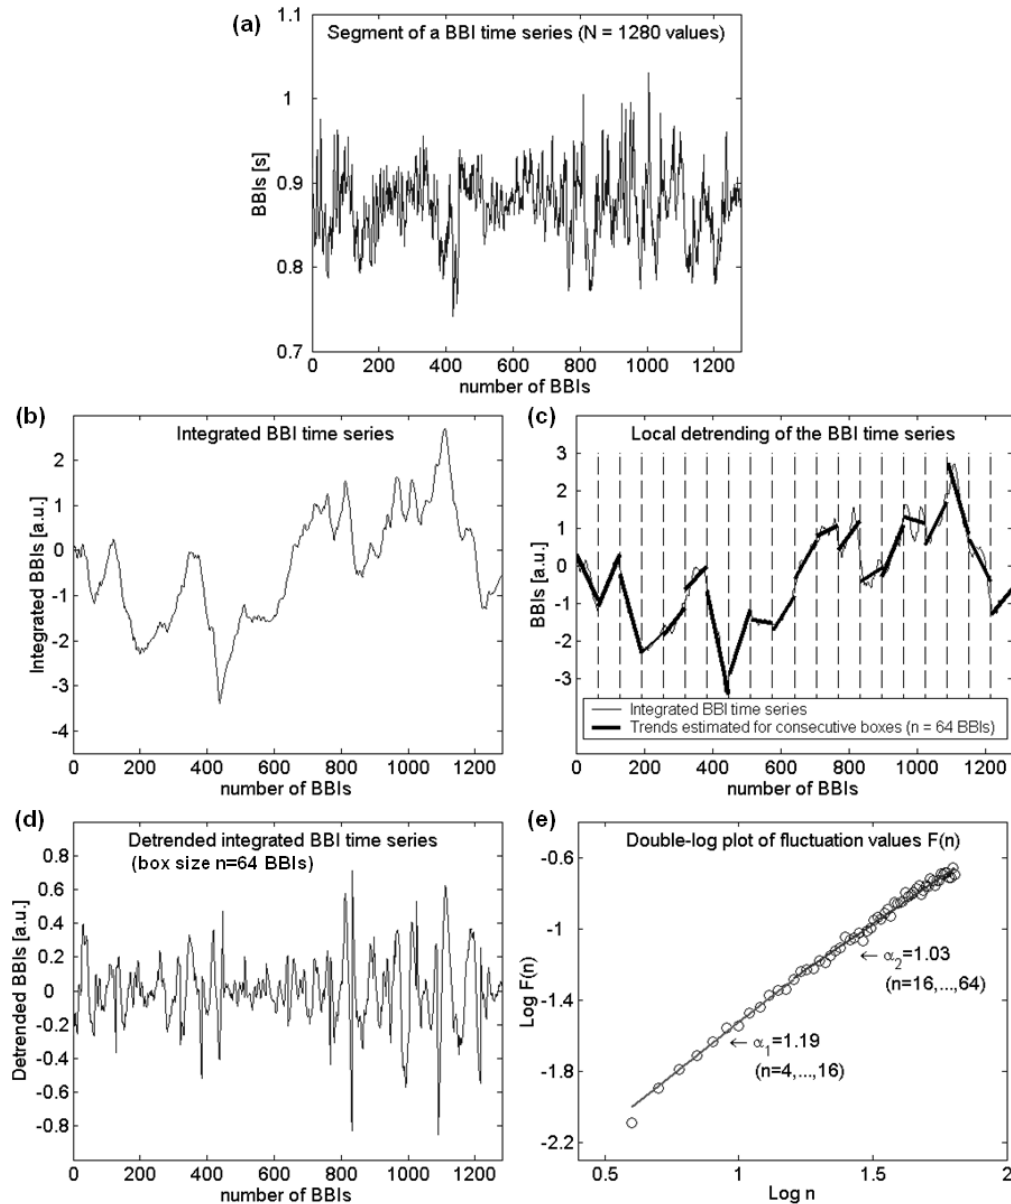 (a)
Segment of a BBI time series (N = 1280 values)
1.1
1
0.9
0.8
0.7
BBIs [s]
0 200 400 600 800 1000 1200
number of BBIs
(b)
Integrated BBI time series
2
1
0
-1
-2
-3
-4
Integrated BBIs [a.u.]
0 200 400 600 800 1000 1200
number of BBIs
(c)
Local detrending of the BBI time series
3
2
1
0
-1
-2
-3
BBIs [a.u.]
Integrated BBI time series
Trends estimated for consecutive boxes (n = 64 BBIs)
0 200 400 600 800 1000 1200
number of BBIs
(d)
Detrended integrated BBI time series
(box size n=64 BBIs)
0.8
0.6
0.4
0.2
0
-0.2
-0.4
-0.6
-0.8
Detrended BBIs [a.u.]
0 200 400 600 800 1000 1200
number of BBIs
(e)
Double-log plot of fluctuation values F(n)
-0.6
-1
-1.4
-1.8
-2.2
Log F(n)
← α₂=1.03
(n=16,...,64)
← α₁=1.19
(n=4,...,16)
0.5 1 1.5 2
Log n